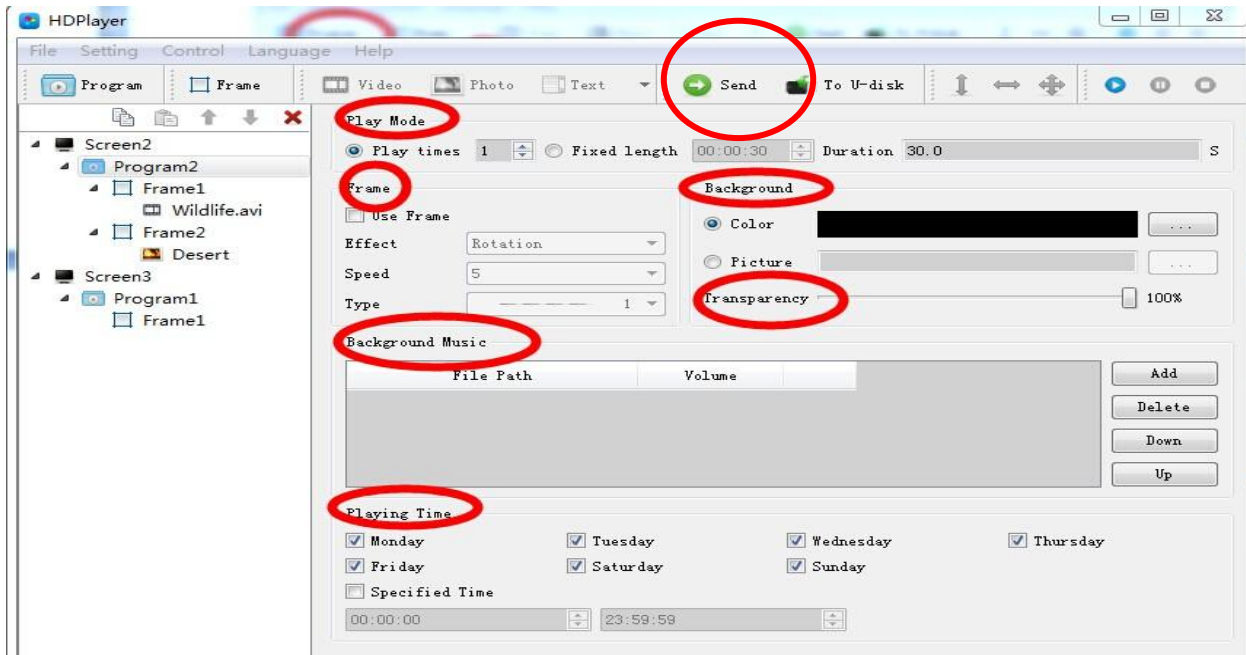 HDPlayer
File Setting Control Language Help
Program Frame Video Photo Text Send To U-disk
Screen2
Program2
Frame1
Wildlife.avi
Frame2
Desert
Screen3
Program1
Frame1
Play Mode
Play times 1 Fixed length 00:00:30 Duration 30.0 S
Frame
Use Frame
Effect Rotation
Speed 5
Type 1
Background
Color ...
Picture ...
Transparency 100%
Background Music
File Path Volume
Add
Delete
Down
Up
Playing Time
Monday Tuesday Wednesday Thursday
Friday Saturday Sunday
Specified Time
00:00:00 23:59:59